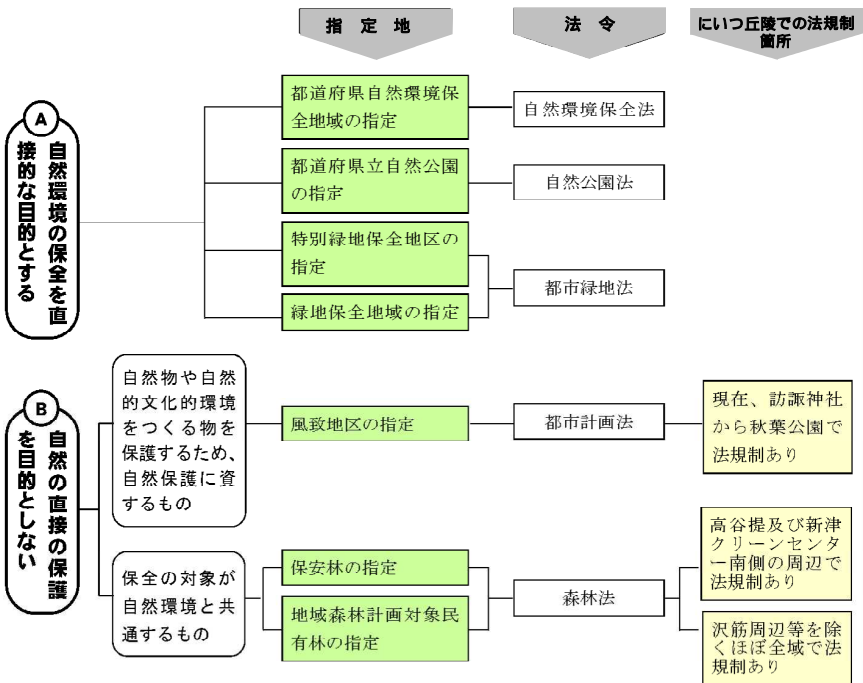 指 定 地
法 令
にいつ丘陵での法規制
箇所
A
自然環境の保全を直
接的な目的とする
都道府県自然環境保
全地域の指定
自然環境保全法
都道府県立自然公園
の指定
自然公園法
特別緑地保全地区の
指定
緑地保全地域の指定
都市緑地法
B
自然の直接の保護
を目的としない
自然物や自然
的文化的環境
をつくる物を
保護するため、
自然保護に資
するもの
風致地区の指定
都市計画法
現在、訪諏神社
から秋葉公園で
法規制あり
保全の対象が
自然環境と共
通するもの
保安林の指定
地域森林計画対象民
有林の指定
森林法
高谷提及び新津
クリーンセンタ
ー南側の周辺で
法規制あり
沢筋周辺等を除
くほぼ全域で法
規制あり